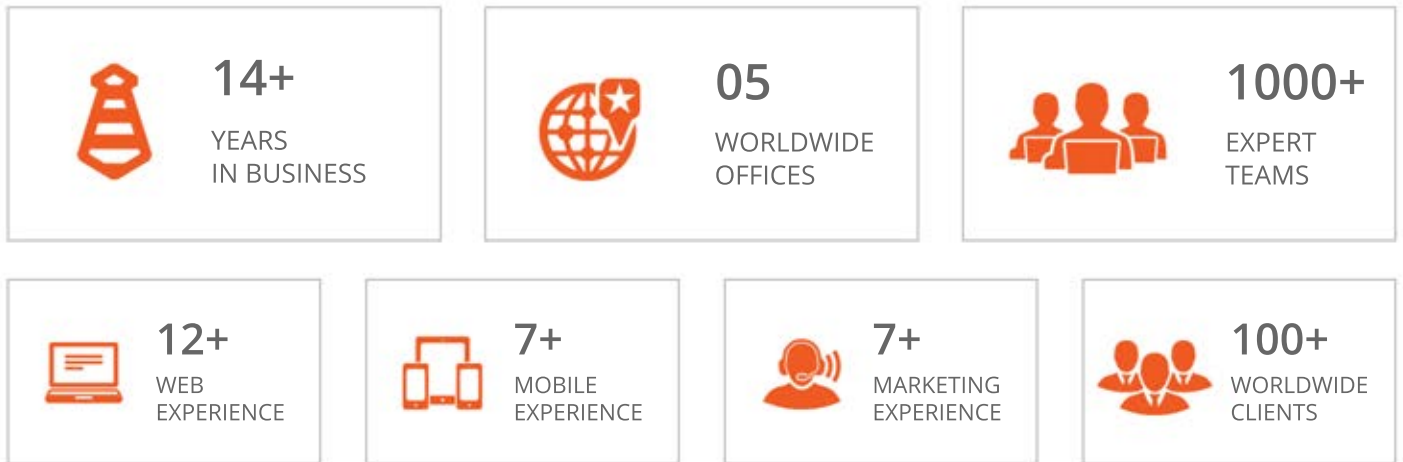 14+
YEARS
IN BUSINESS
05
WORLDWIDE
OFFICES
1000+
EXPERT
TEAMS
12+
WEB
EXPERIENCE
7+
MOBILE
EXPERIENCE
7+
MARKETING
EXPERIENCE
100+
WORLDWIDE
CLIENTS